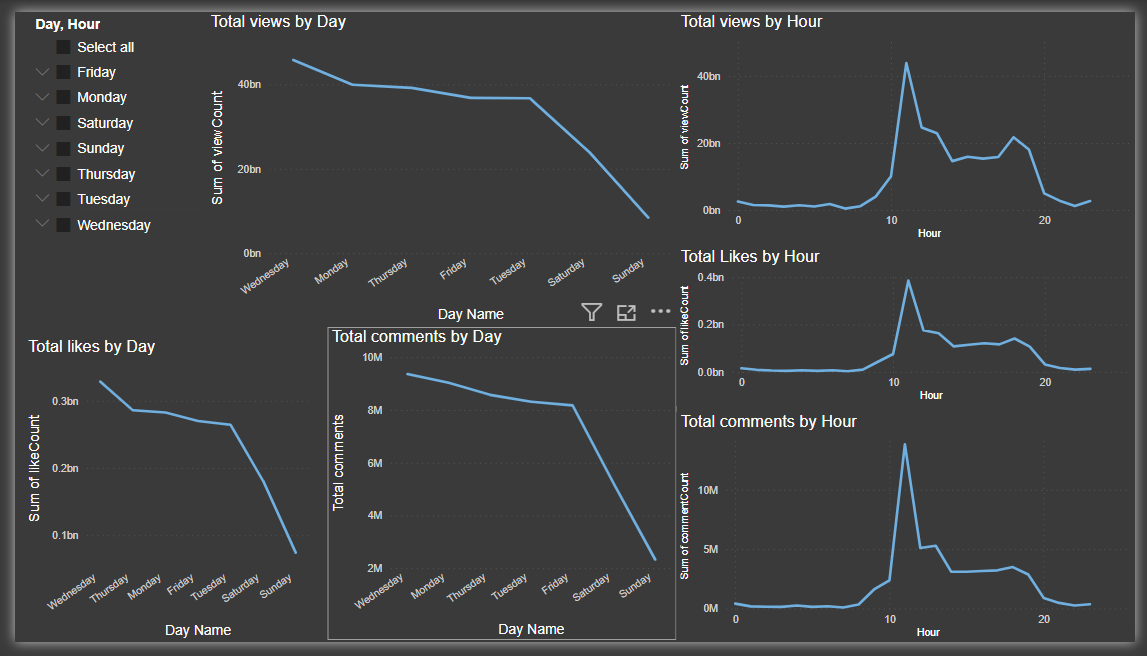 Day, Hour
Select all
Friday
Monday
Saturday
Sunday
Thursday
Tuesday
Wednesday
Total views by Day
Sum of viewCount
40bn
20bn
0bn
Wednesday
Monday
Thursday
Friday
Tuesday
Saturday
Sunday
Day Name
Total views by Hour
Sum of viewCount
40bn
20bn
0bn
0
10
20
Hour
Total Likes by Hour
Sum of likeCount
0.4bn
0.2bn
0.0bn
0
10
20
Hour
Total likes by Day
Sum of likeCount
0.3bn
0.2bn
0.1bn
Wednesday
Thursday
Monday
Friday
Tuesday
Saturday
Sunday
Day Name
Total comments by Day
Total comments
10M
8M
6M
4M
2M
Wednesday
Monday
Thursday
Tuesday
Friday
Saturday
Sunday
Day Name
Total comments by Hour
Sum of commentCount
10M
5M
0M
0
10
20
Hour